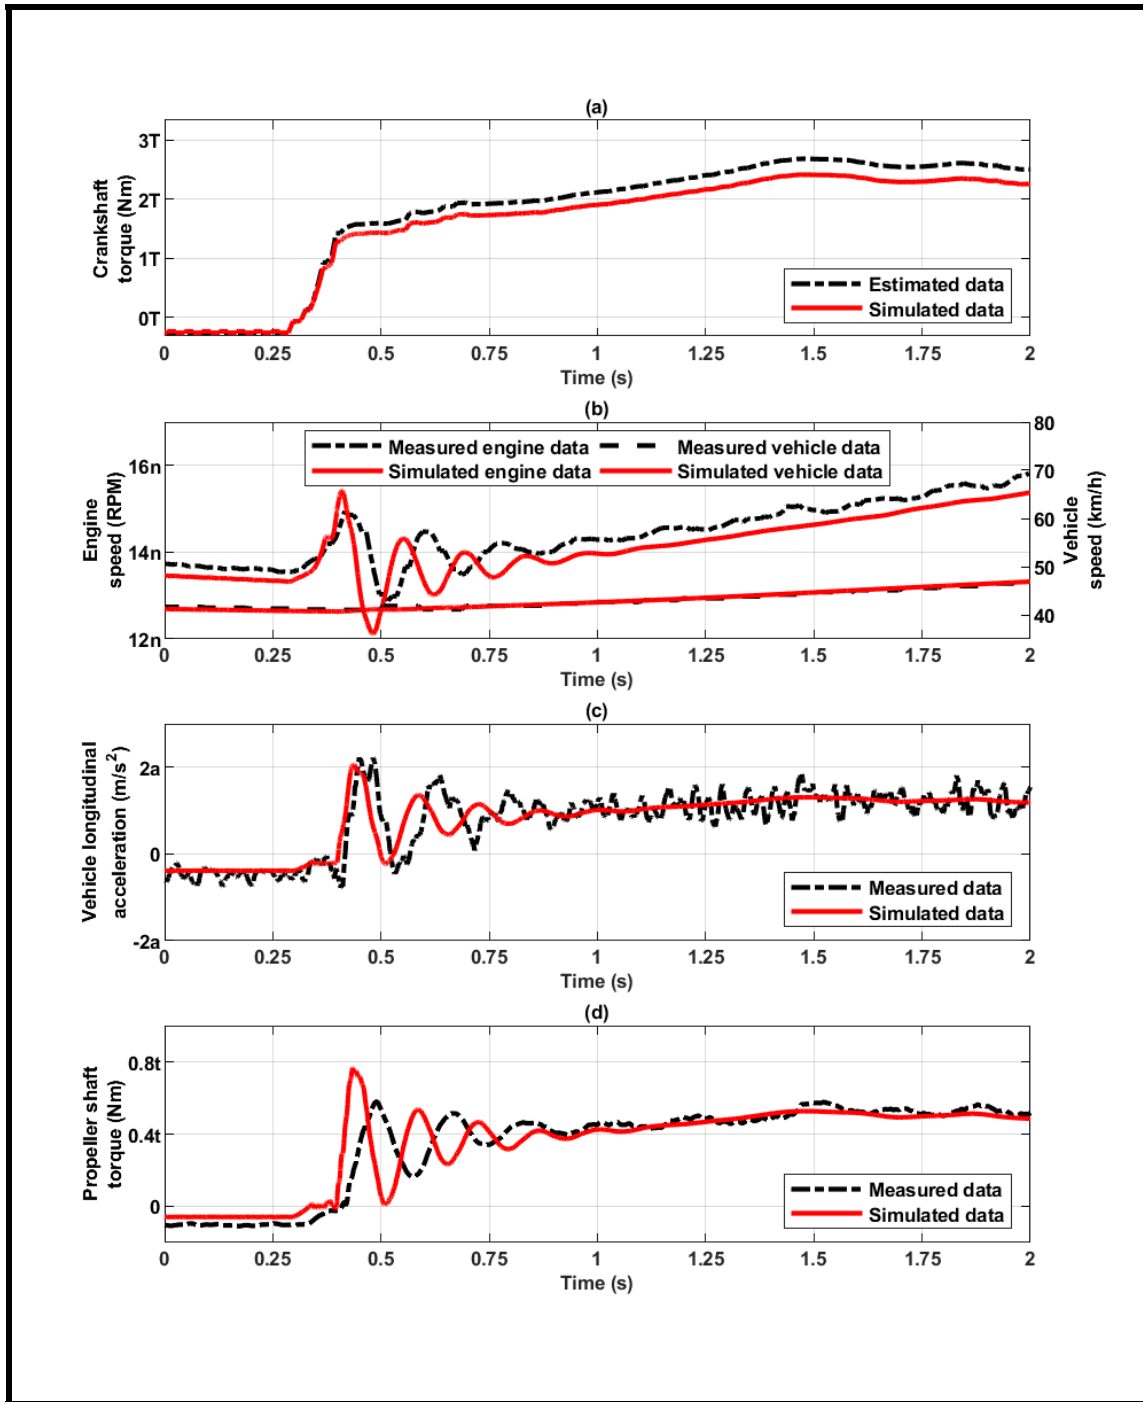 (a)
3T
2T
1T
0T
Crankshaft
torque (Nm)
Estimated data
Simulated data
0 0.25 0.5 0.75 1 1.25 1.5 1.75 2
Time (s)
(b)
16n
14n
12n
Engine
speed (RPM)
Measured engine data Measured vehicle data
Simulated engine data Simulated vehicle data
80
70
60
50
40
Vehicle
speed (km/h)
0 0.25 0.5 0.75 1 1.25 1.5 1.75 2
Time (s)
(c)
2a
0
-2a
Vehicle longitudinal
acceleration (m/s²)
Measured data
Simulated data
0 0.25 0.5 0.75 1 1.25 1.5 1.75 2
Time (s)
(d)
0.8t
0.4t
0
Propeller shaft
torque (Nm)
Measured data
Simulated data
0 0.25 0.5 0.75 1 1.25 1.5 1.75 2
Time (s)